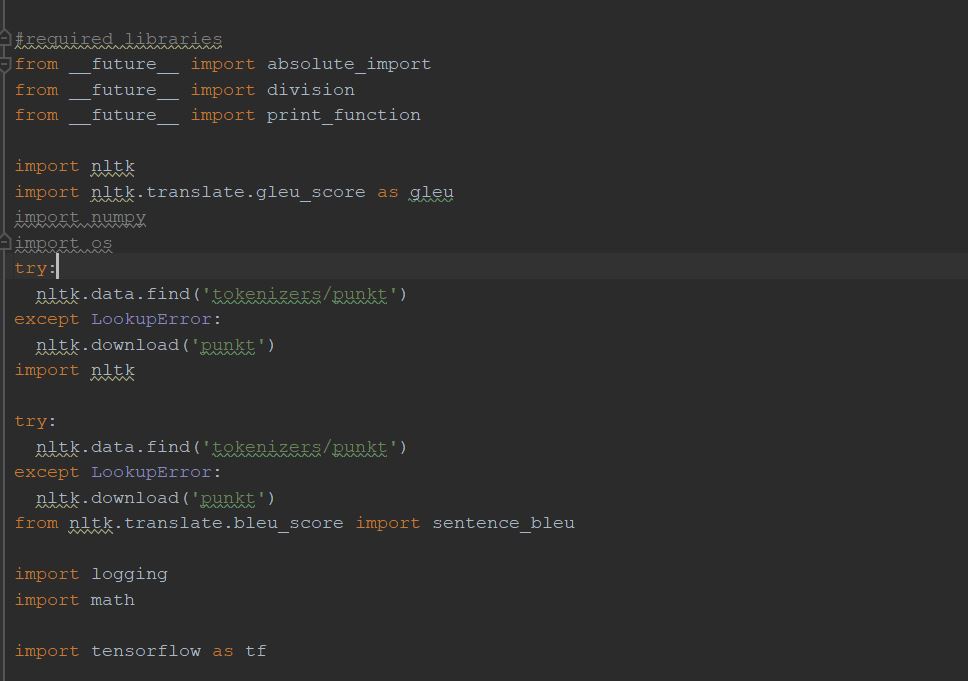 #required libraries
from __future__ import absolute_import
from __future__ import division
from __future__ import print_function
import nltk
import nltk.translate.gleu_score as gleu
import numpy
import os
try:
nltk.data.find('tokenizers/punkt')
except LookupError:
nltk.download('punkt')
import nltk
try:
nltk.data.find('tokenizers/punkt')
except LookupError:
nltk.download('punkt')
from nltk.translate.bleu_score import sentence_bleu
import logging
import math
import tensorflow as tf